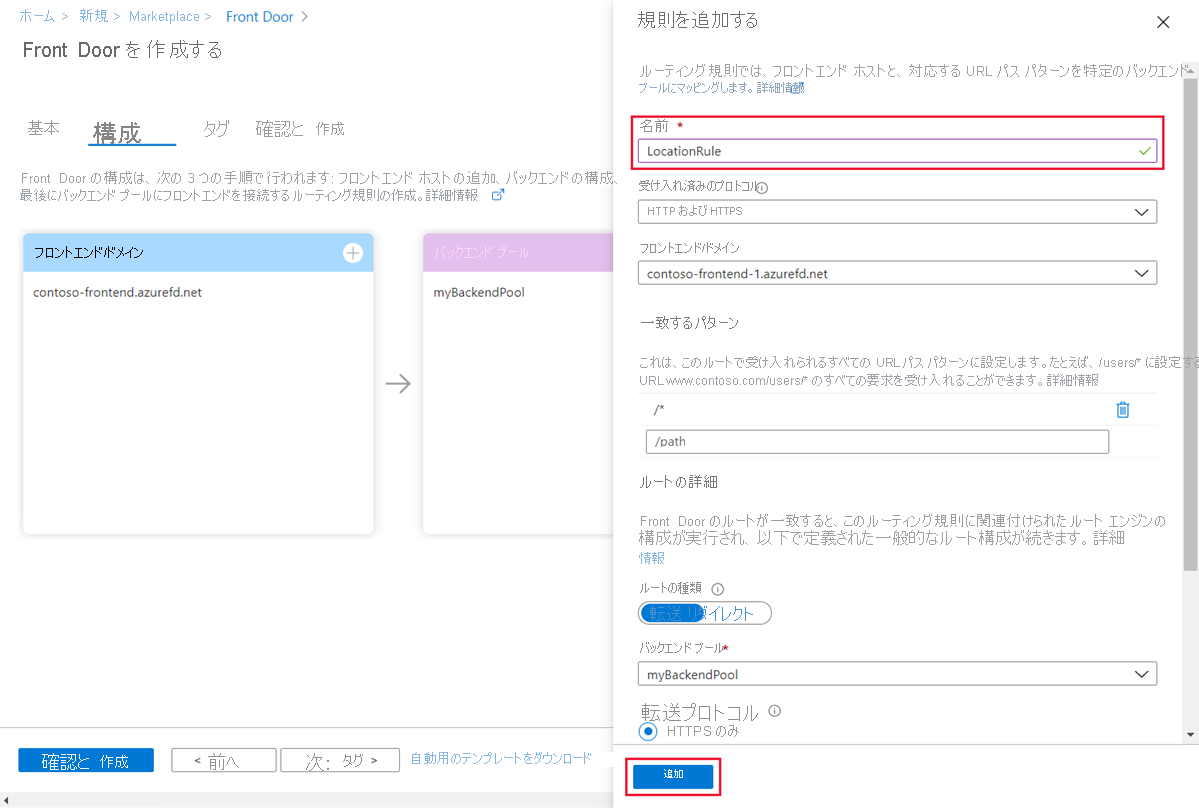 ホーム > 新規 > Marketplace > Front Door >
Front Door を作成する
基本 構成 タグ 確認と 作成
Front Door の構成は、次の 3 つの手順で行われます: フロントエンド ホストの追加、バックエンドの構成、
最後にバックエンド プールにフロントエンドを接続するルーティング規則の作成。詳細情報
フロントエンド/ドメイン
contoso-frontend.azurefd.net
バックエンド プール
myBackendPool
確認と 作成
< 前へ
次: タグ >
自動用のテンプレートをダウンロード
規則を追加する
ルーティング規則では、フロントエンド ホストと、対応する URL パス パターンを特定のバックエンド
プールにマッピングします。詳細情報
名前 *
LocationRule
受け入れ済みのプロトコル
HTTP および HTTPS
フロントエンド/ドメイン
contoso-frontend-1.azurefd.net
一致するパターン
これは、このルートで受け入れられるすべての URL パス パターンに設定します。たとえば、/users/* に設定する
URL www.contoso.com/users/* のすべての要求を受け入れることができます。詳細情報
/*
/path
ルートの詳細
Front Door のルートが一致すると、このルーティング規則に関連付けられたルート エンジンの
構成が実行され、以下で定義された一般的なルート構成が続きます。詳細
情報
ルートの種類
転送 リダイレクト
バックエンド プール*
myBackendPool
転送プロトコル
HTTPS のみ
追加